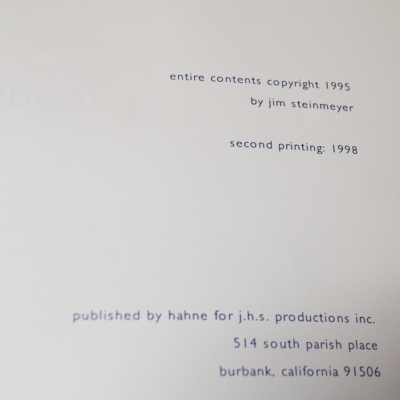 entire contents copyright 1995
by jim steinmeyer
second printing: 1998
published by hahne for j.h.s. productions inc.
514 south parish place
burbank, california 91506